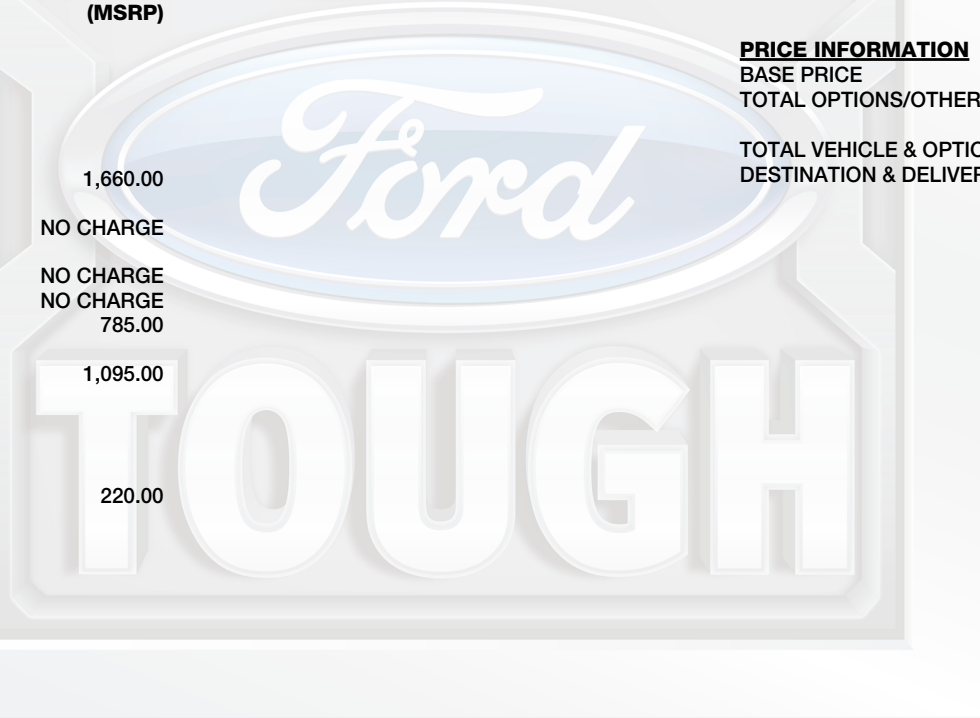 (MSRP)
1,660.00
NO CHARGE
NO CHARGE
NO CHARGE
785.00
1,095.00
220.00
PRICE INFORMATION
BASE PRICE
TOTAL OPTIONS/OTHER
TOTAL VEHICLE & OPTIO
DESTINATION & DELIVER
Ford
TOUGH